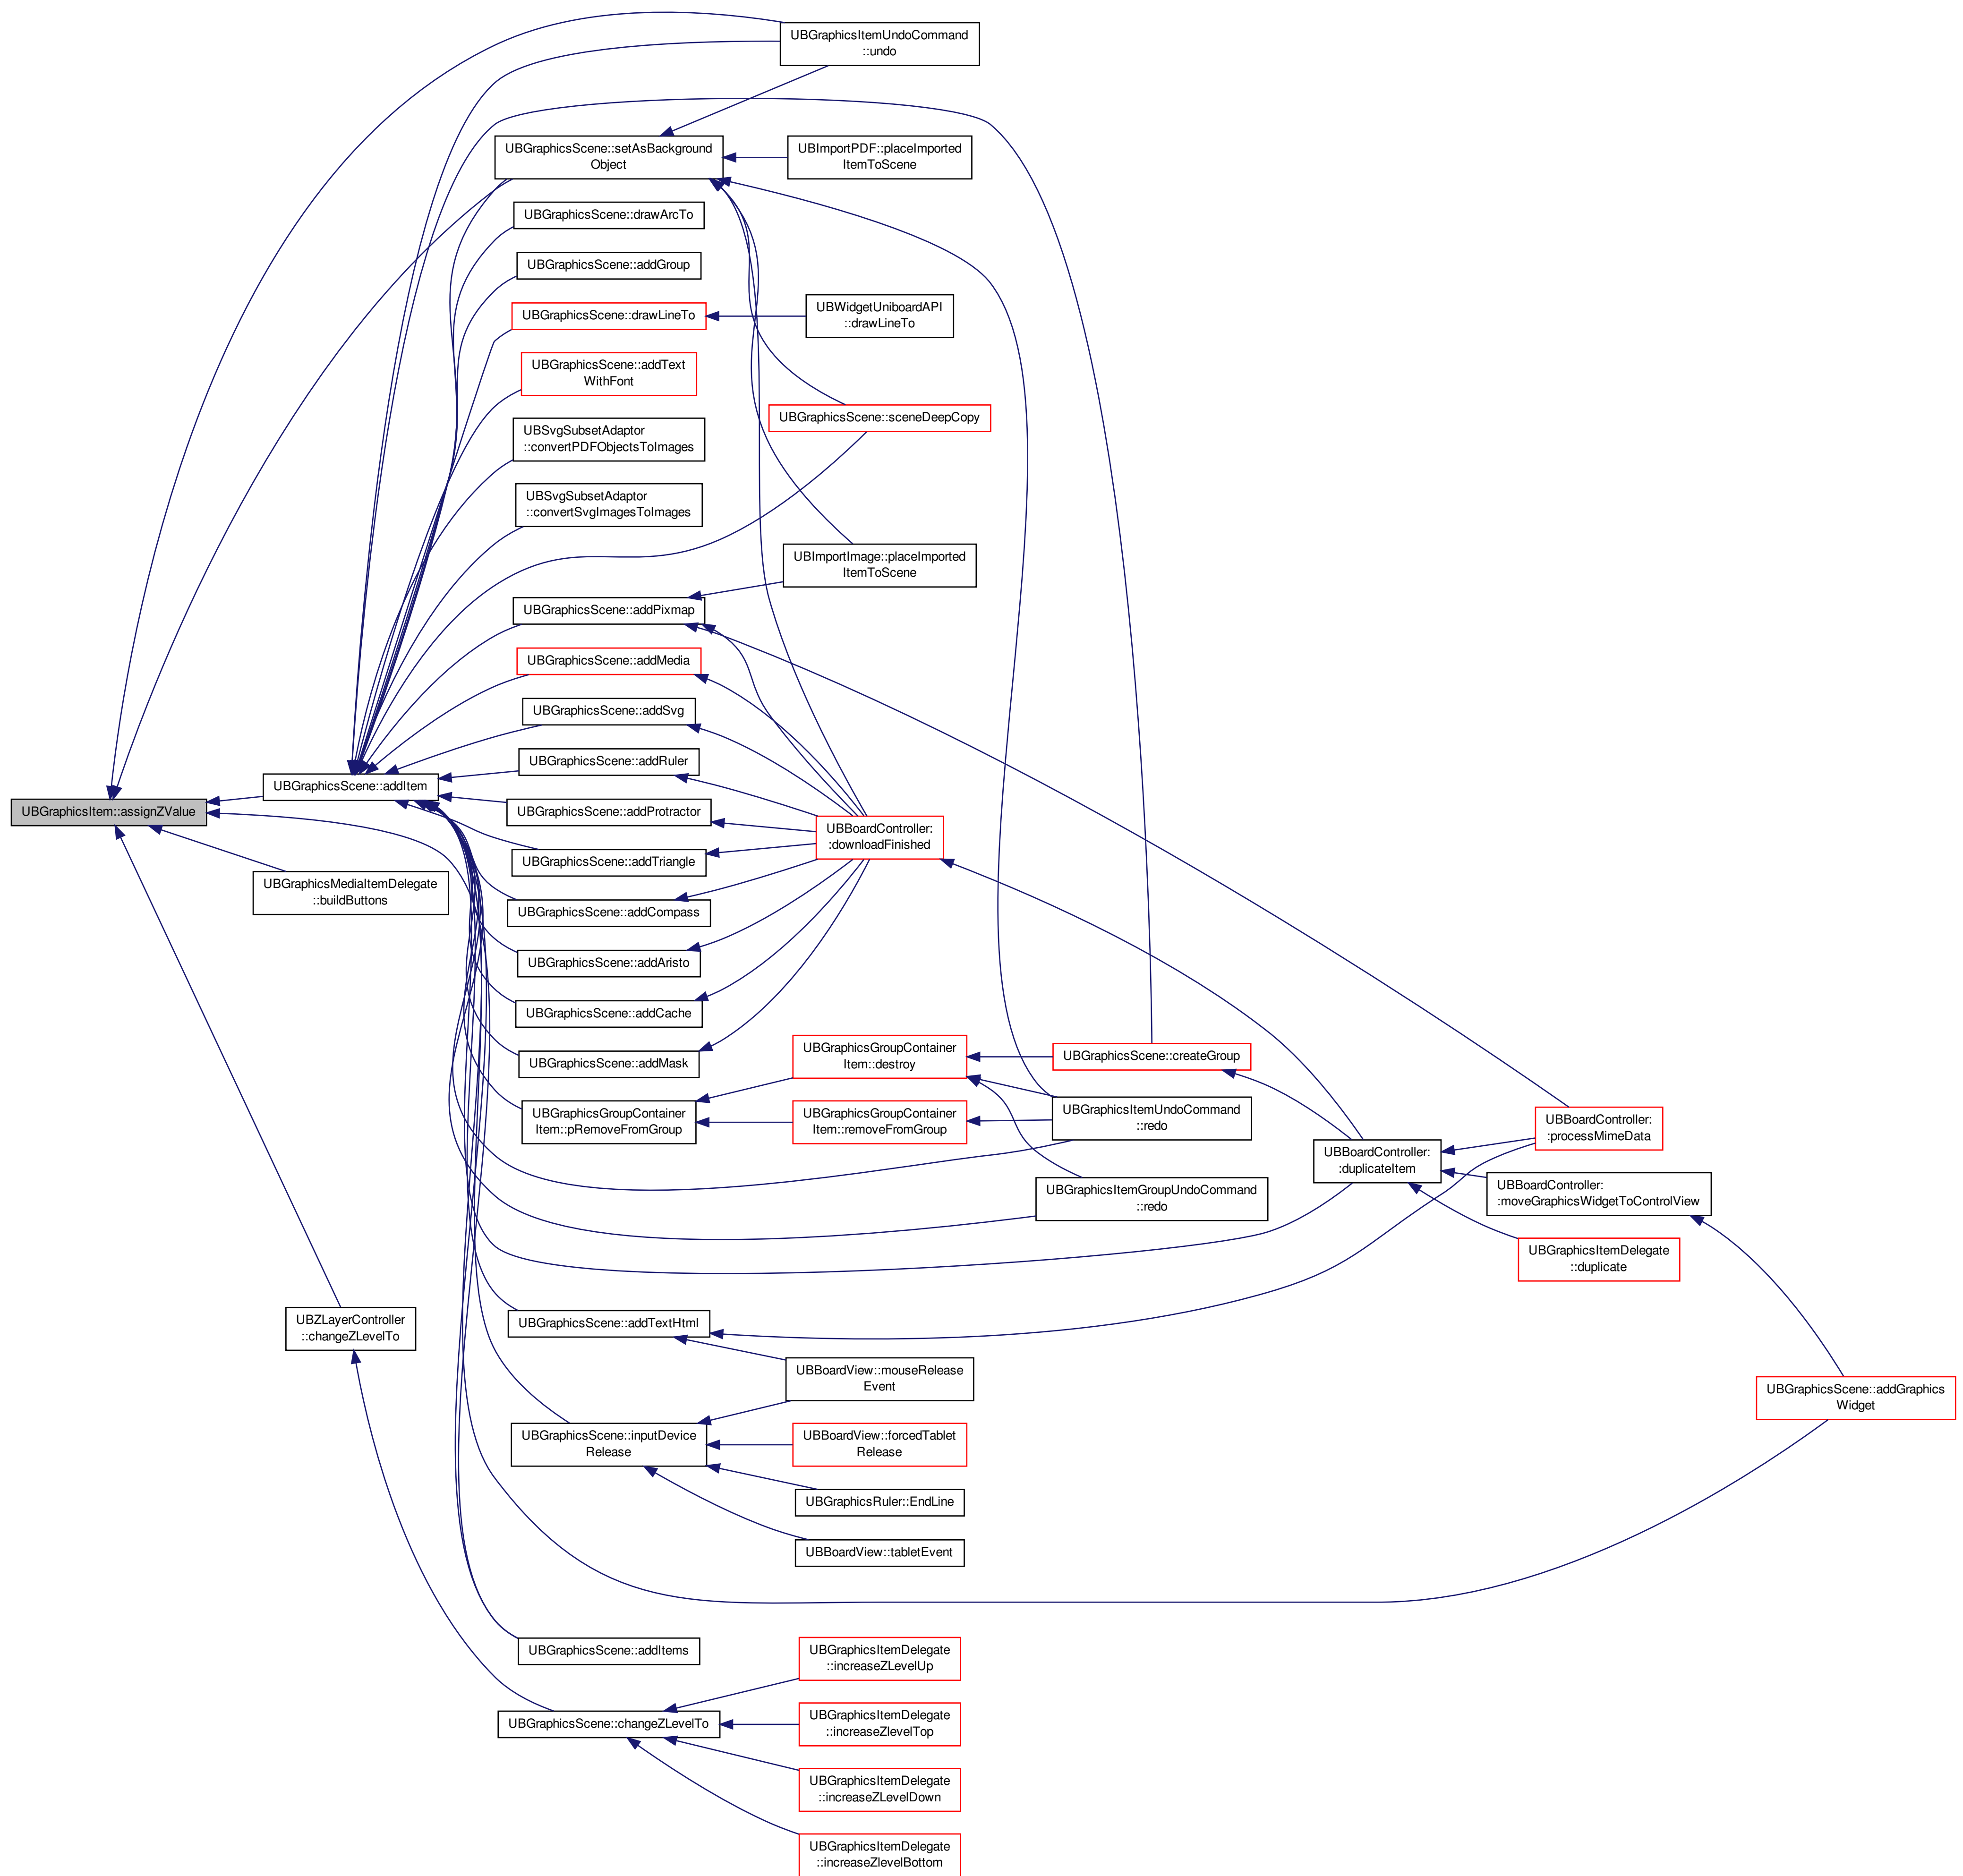 UBGraphicsItemUndoCommand
::undo
UBGraphicsScene::setAsBackground
Object
UBImportPDF::placeImported
ItemToScene
UBGraphicsScene::drawArcTo
UBGraphicsScene::addGroup
UBGraphicsScene::drawLineTo
UBWidgetUniboardAPI
::drawLineTo
UBGraphicsScene::addText
WithFont
UBGraphicsScene::sceneDeepCopy
UBSvgSubsetAdaptor
::convertPDFObjectsToImages
UBSvgSubsetAdaptor
::convertSvgImagesToImages
UBImportImage::placeImported
ItemToScene
UBGraphicsScene::addPixmap
UBGraphicsScene::addMedia
UBGraphicsScene::addSvg
UBGraphicsScene::addRuler
UBGraphicsScene::addItem
UBGraphicsItem::assignZValue
UBGraphicsScene::addProtractor
UBBoardController:
:downloadFinished
UBGraphicsScene::addTriangle
UBGraphicsMediaItemDelegate
::buildButtons
UBGraphicsScene::addCompass
UBGraphicsScene::addAristo
UBGraphicsScene::addCache
UBGraphicsScene::addMask
UBGraphicsGroupContainer
Item::destroy
UBGraphicsScene::createGroup
UBGraphicsGroupContainer
Item::pRemoveFromGroup
UBGraphicsGroupContainer
Item::removeFromGroup
UBGraphicsItemUndoCommand
::redo
UBBoardController:
:processMimeData
UBBoardController:
:duplicateItem
UBGraphicsItemGroupUndoCommand
::redo
UBBoardController:
:moveGraphicsWidgetToControlView
UBGraphicsItemDelegate
::duplicate
UBZLayerController
::changeZLevelTo
UBGraphicsScene::addTextHtml
UBBoardView::mouseRelease
Event
UBGraphicsScene::addGraphics
Widget
UBGraphicsScene::inputDevice
Release
UBBoardView::forcedTablet
Release
UBGraphicsRuler::EndLine
UBBoardView::tabletEvent
UBGraphicsScene::addItems
UBGraphicsItemDelegate
::increaseZLevelUp
UBGraphicsScene::changeZLevelTo
UBGraphicsItemDelegate
::increaseZlevelTop
UBGraphicsItemDelegate
::increaseZLevelDown
UBGraphicsItemDelegate
::increaseZlevelBottom